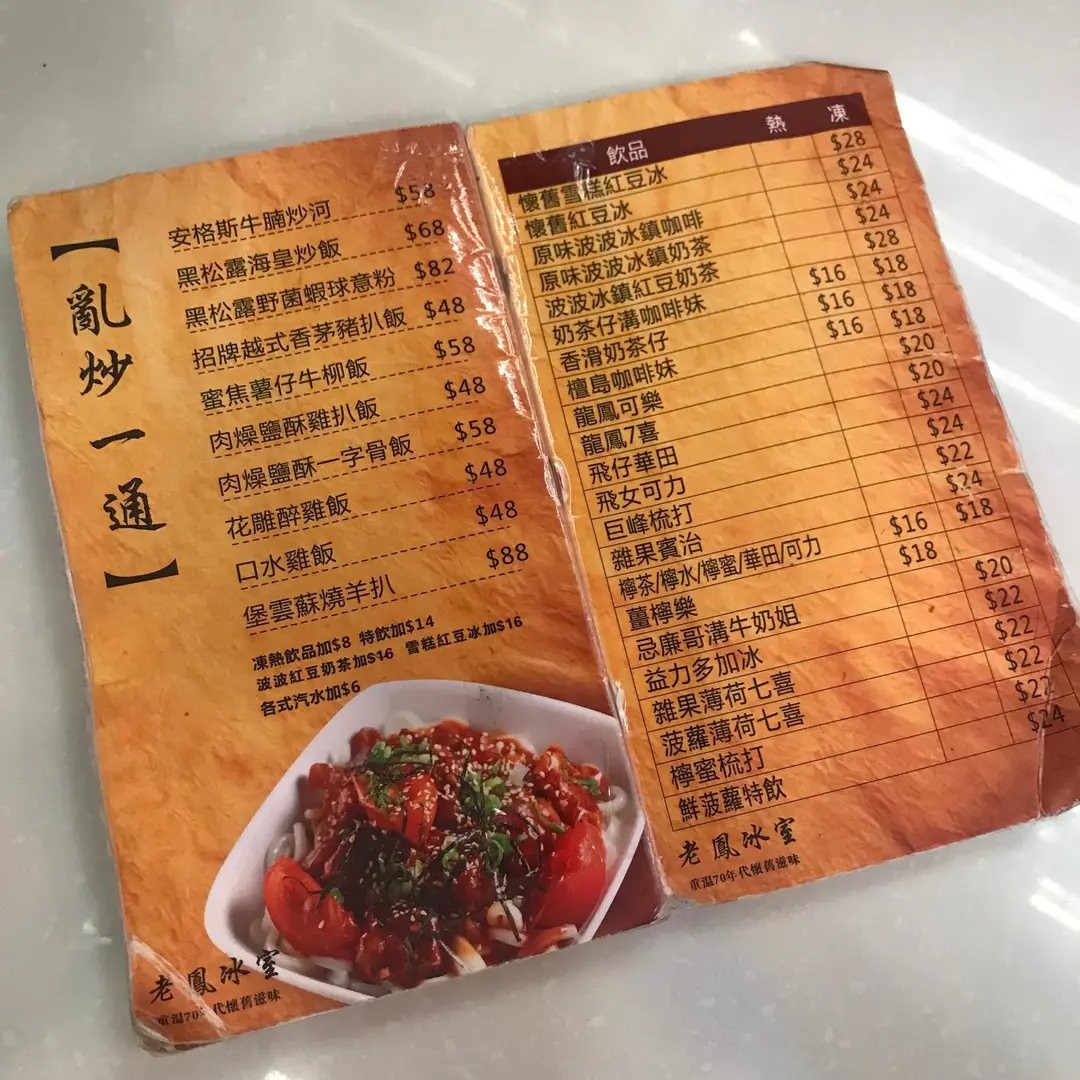 【亂炒一通】
安格斯牛腩炒河 $58
黑松露海皇炒飯 $68
黑松露野菌蝦球意粉 $82
招牌越式香茅豬扒飯 $48
蜜焦薯仔牛柳飯 $58
肉燥鹽酥雞扒飯 $48
肉燥鹽酥一字骨飯 $58
花雕醉雞飯 $48
口水雞飯 $48
堡雲蘇燒羊扒 $88
凍熱飲品加$8 特飲加$14
波波紅豆奶茶加$16 雪糕紅豆冰加$16
各式汽水加$6
老鳳冰室
重溫70年代懷舊滋味
飲品 熱 凍
懷舊雪糕紅豆冰 $28
懷舊紅豆冰 $24
原味波波冰鎮咖啡 $24
原味波波冰鎮奶茶 $24
波波冰鎮紅豆奶茶 $28
奶茶仔溝咖啡妹 $16 $18
香滑奶茶仔 $16 $18
檀島咖啡妹 $16 $18
龍鳳可樂 $20
龍鳳7喜 $20
飛仔華田 $24
飛女可力 $24
巨峰梳打 $22
雜果賓治 $24
檸茶/檸水/檸蜜/華田/可力 $16 $18
薑檸樂 $18
忌廉哥溝牛奶姐 $20
益力多加冰 $22
雜果薄荷七喜 $22
菠蘿薄荷七喜 $22
檸蜜梳打 $22
鮮菠蘿特飲 $24
老鳳冰室
重溫70年代懷舊滋味